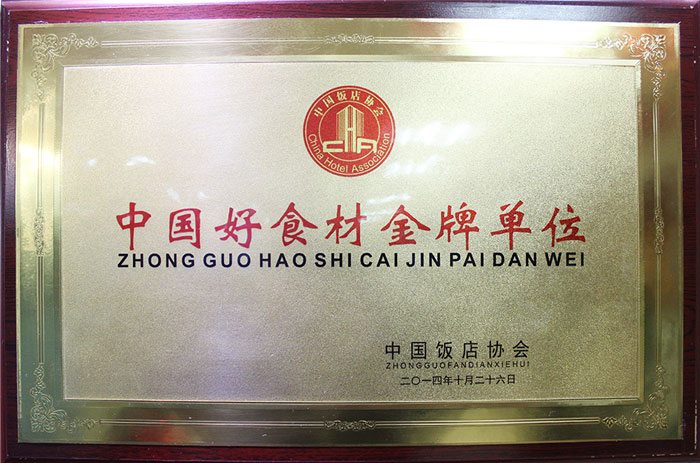 中国饭店协会
CHA
China Hotel Association
中国好食材金牌单位
ZHONG GUO HAO SHI CAI JIN PAI DAN WEI
中国饭店协会
ZHONGGUOFANDIANXIEHUI
二〇一四年十月二十六日